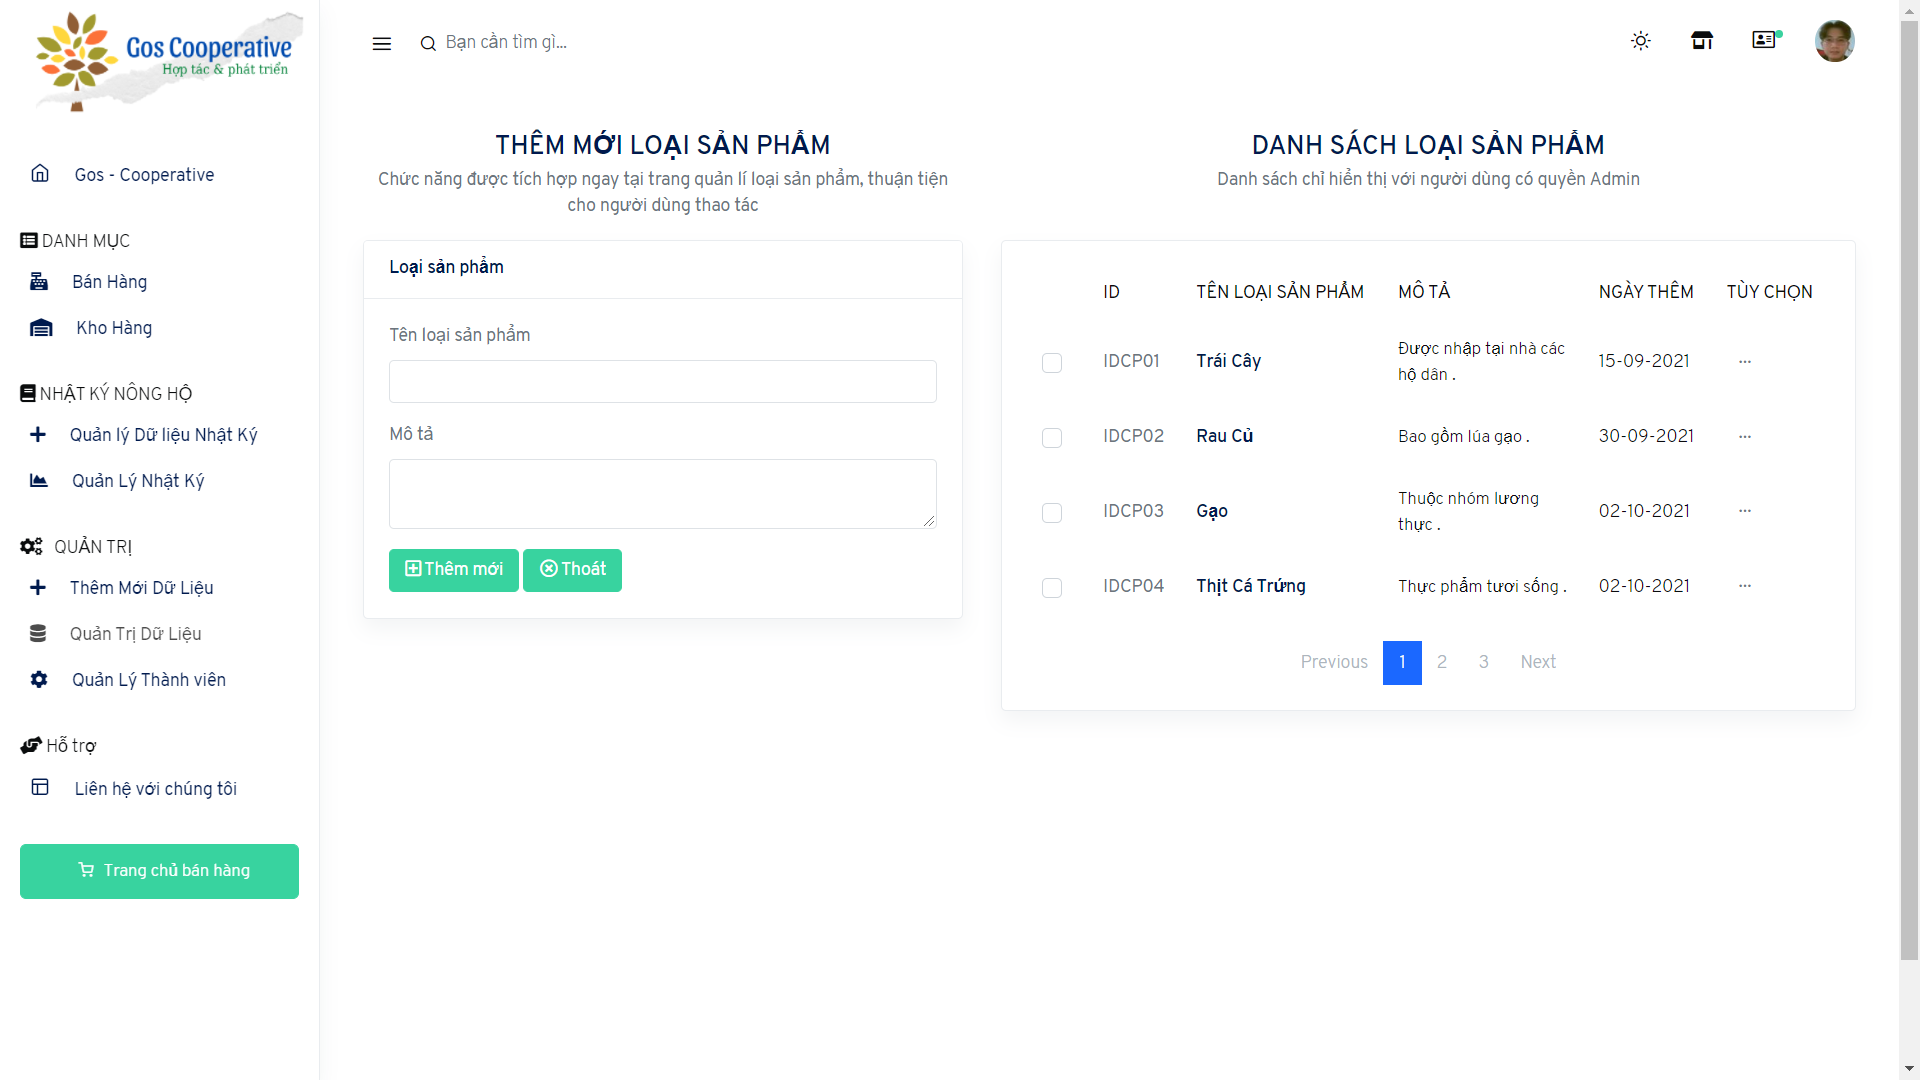 Gos Cooperative
Hợp tác & phát triển
Gos - Cooperative
DANH MỤC
Bán Hàng
Kho Hàng
NHẬT KÝ NÔNG HỘ
Quản lý Dữ liệu Nhật Ký
Quản Lý Nhật Ký
QUẢN TRỊ
Thêm Mới Dữ Liệu
Quản Trị Dữ Liệu
Quản Lý Thành viên
Hỗ trợ
Liên hệ với chúng tôi
Trang chủ bán hàng
Bạn cần tìm gì...
THÊM MỚI LOẠI SẢN PHẨM
Chức năng được tích hợp ngay tại trang quản lí loại sản phẩm, thuận tiện
cho người dùng thao tác
Loại sản phẩm
Tên loại sản phẩm
Mô tả
Thêm mới Thoát
DANH SÁCH LOẠI SẢN PHẨM
Danh sách chỉ hiển thị với người dùng có quyền Admin
ID TÊN LOẠI SẢN PHẨM MÔ TẢ NGÀY THÊM TÙY CHỌN
IDCP01 Trái Cây Được nhập tại nhà các 15-09-2021 ...
hộ dân .
IDCP02 Rau Củ Bao gồm lúa gạo . 30-09-2021 ...
IDCP03 Gạo Thuộc nhóm lương 02-10-2021 ...
thực .
IDCP04 Thịt Cá Trứng Thực phẩm tươi sống . 02-10-2021 ...
Previous 1 2 3 Next